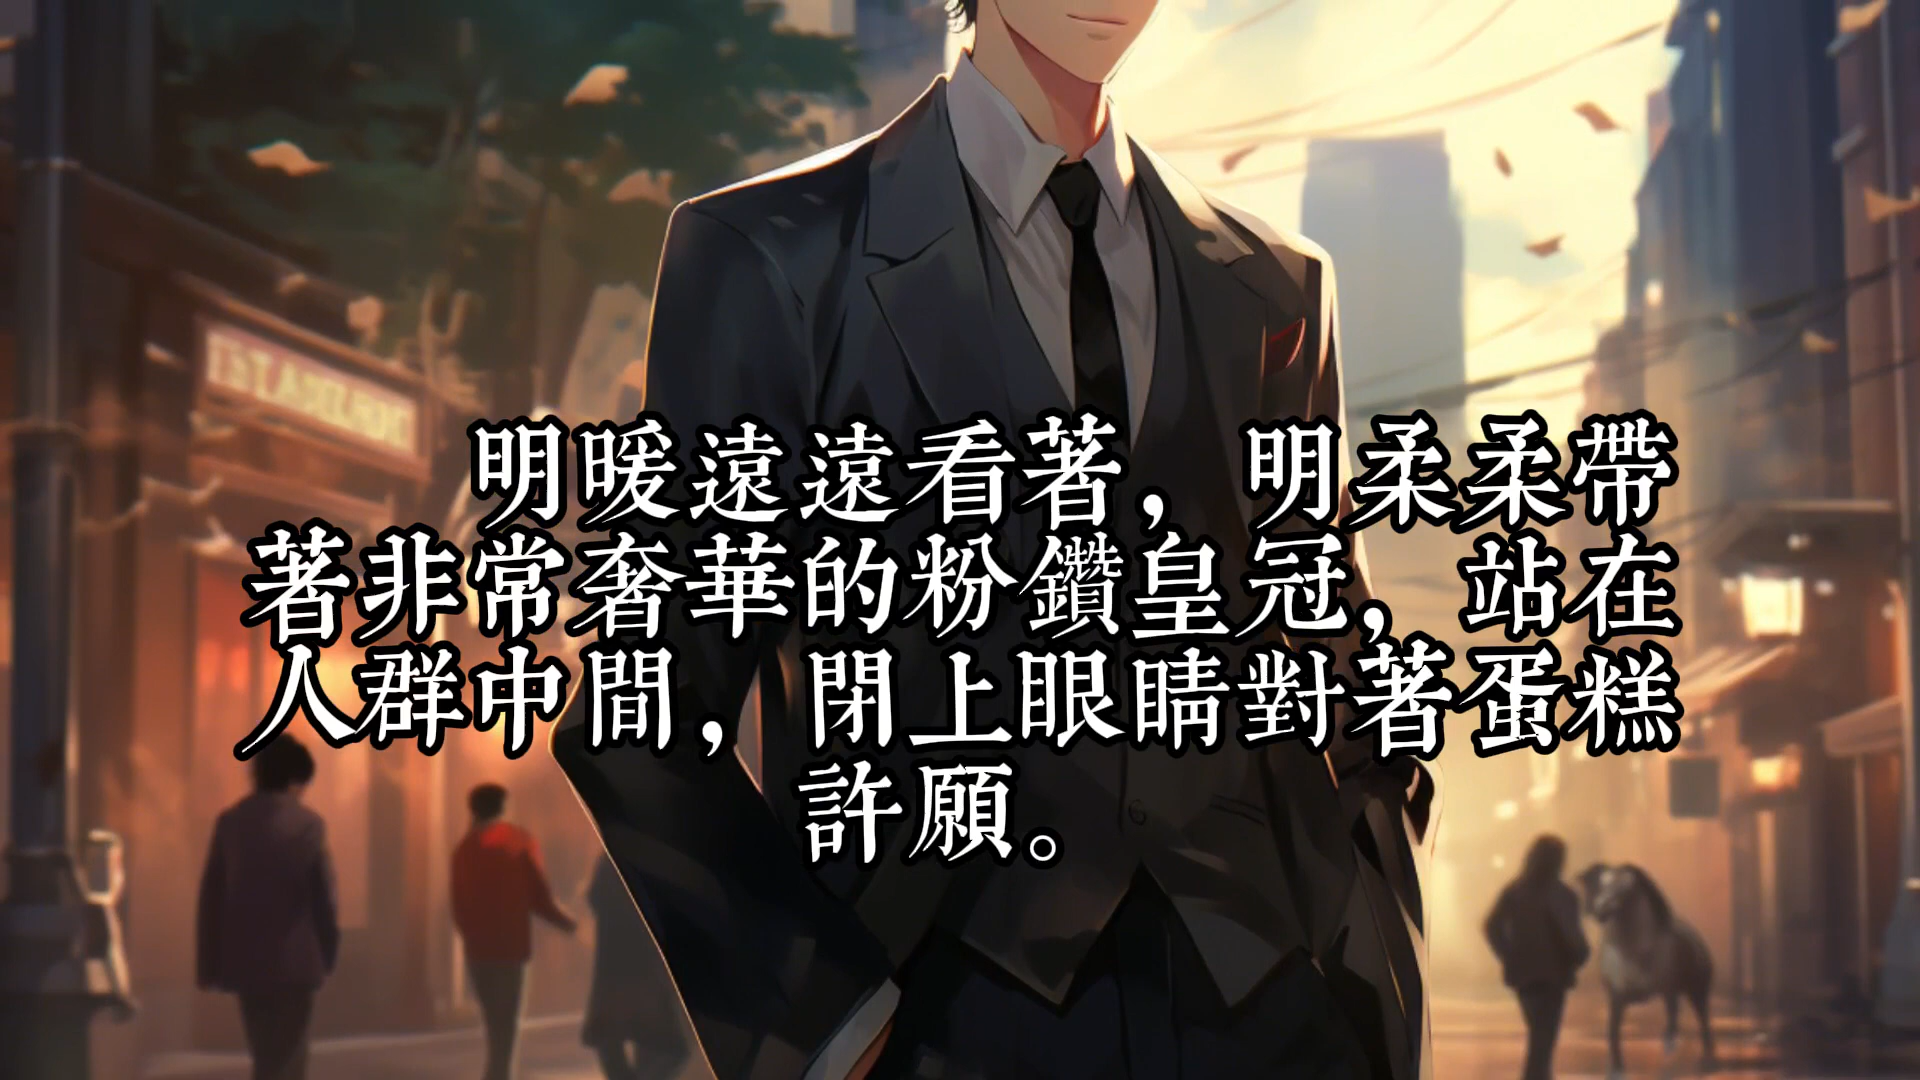 明暖遠遠看著，明柔柔帶
著非常奢華的粉鑽皇冠，站在
人群中間，閉上眼睛對著蛋糕
許願。